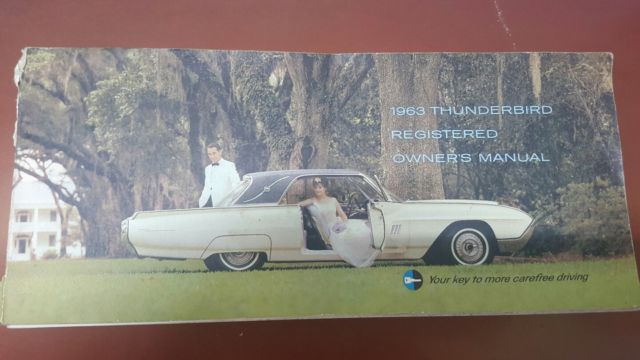 1963 THUNDERBIRD
REGISTERED
OWNER'S MANUAL
Your key to more carefree driving